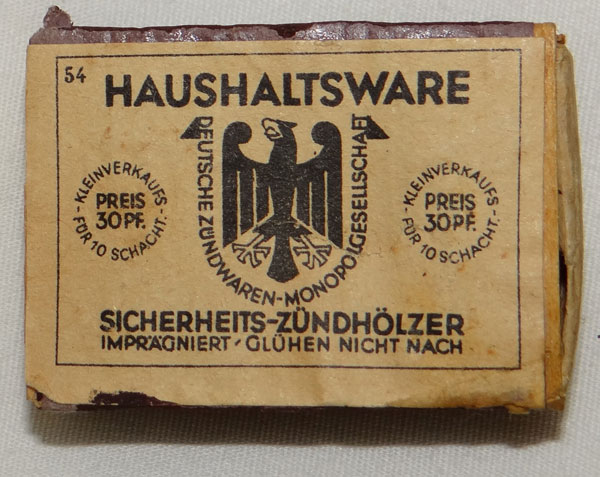 54
HAUSHALTSWARE
DEUTSCHE ZÜNDWAREN-MONOPOLGESELLSCHAFT
-KLEINVERKAUFS-
PREIS
30 PF.
FÜR 10 SCHACHT.
-KLEINVERKAUFS-
PREIS
30 PF.
FÜR 10 SCHACHT.
SICHERHEITS-ZÜNDHÖLZER
IMPRÄGNIERT · GLÜHEN NICHT NACH